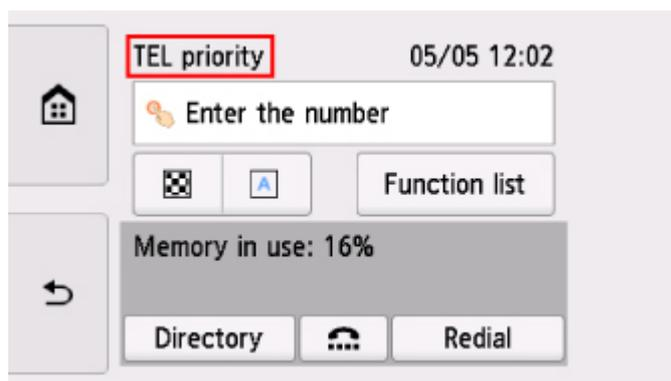 TEL priority 05/05 12:02
Enter the number
A Function list
Memory in use: 16%
Directory Redial